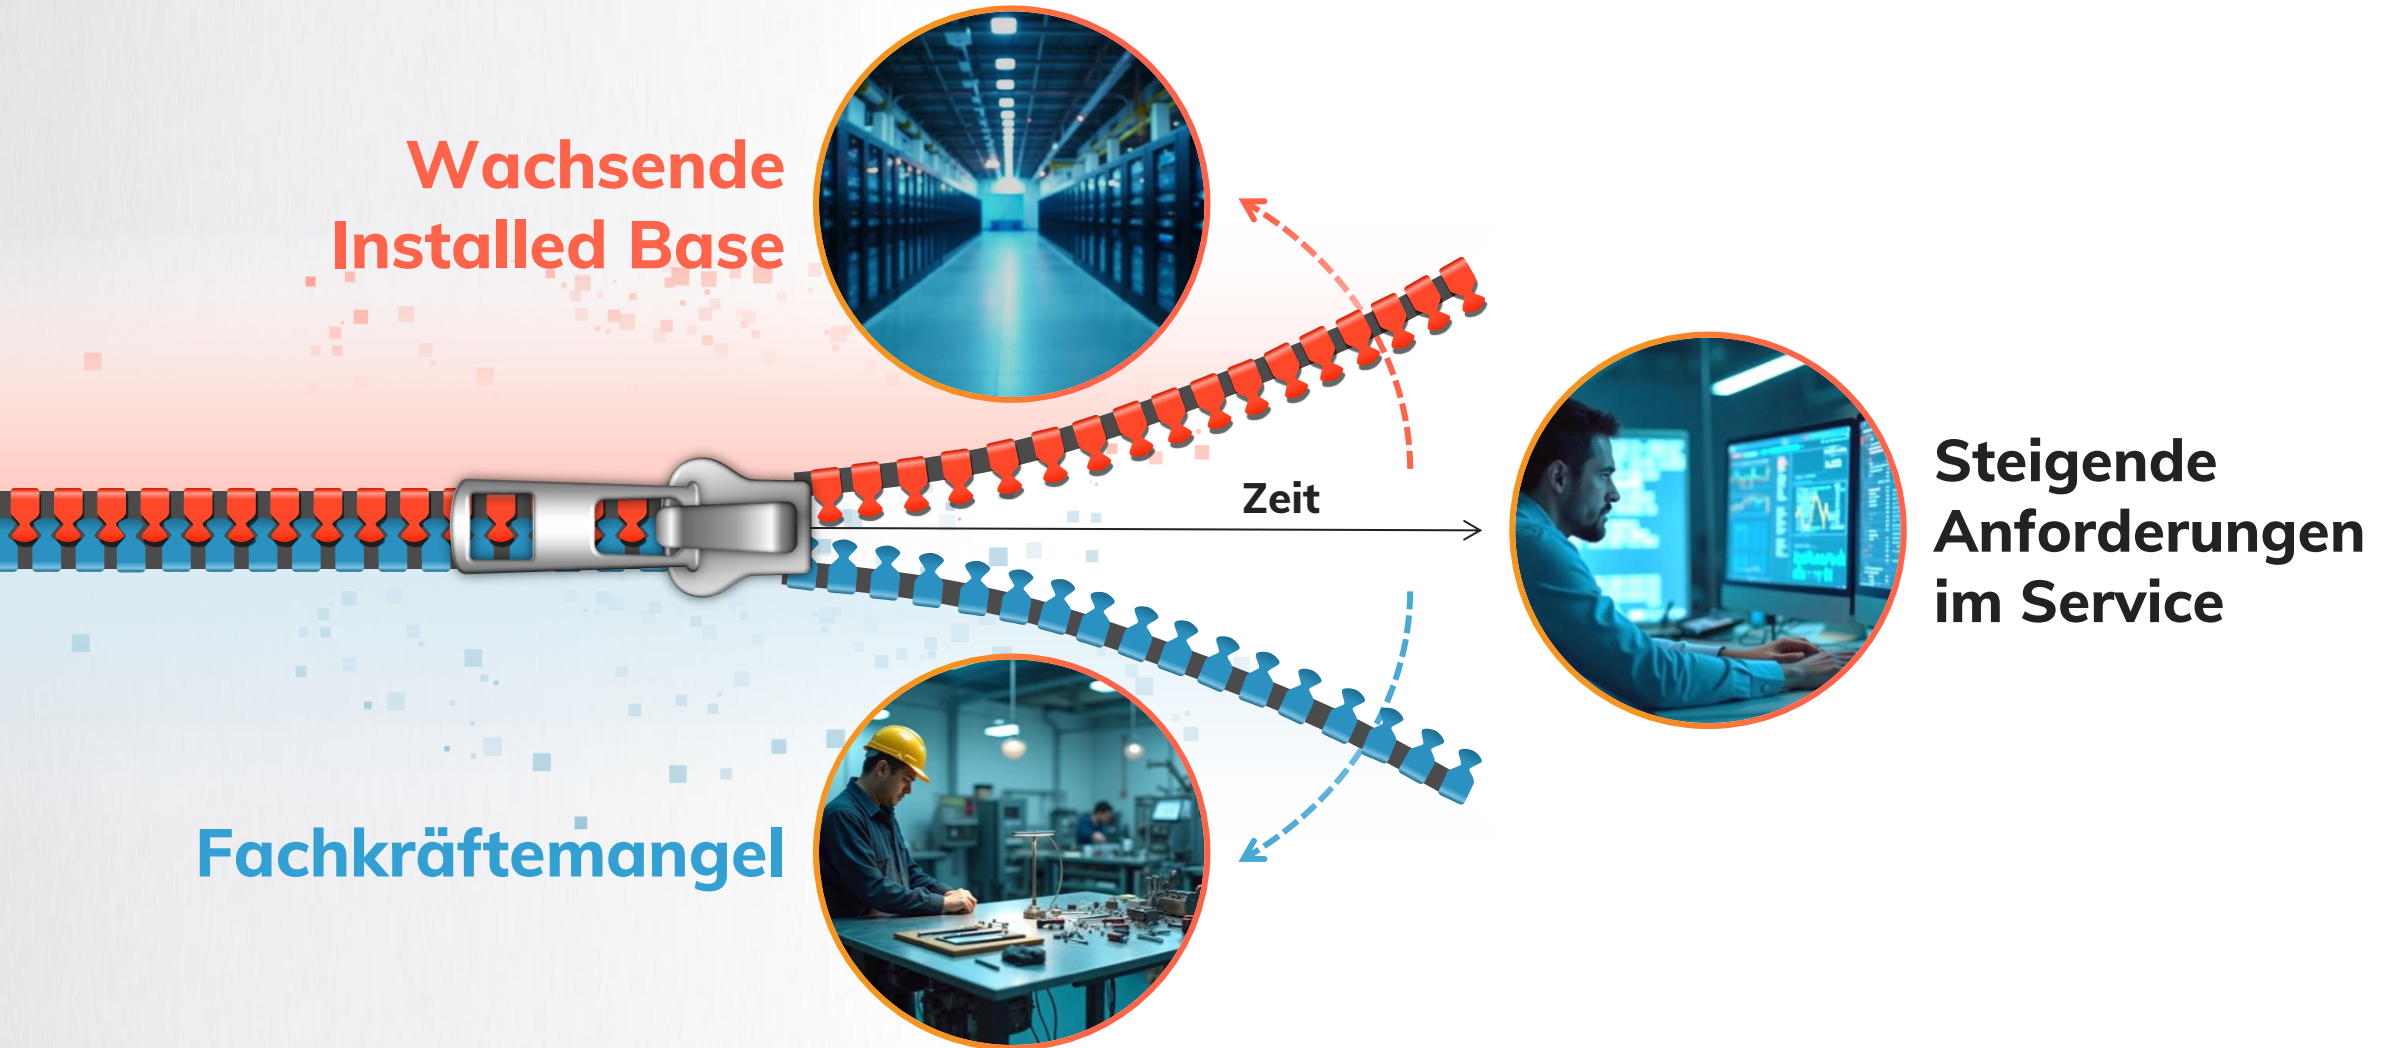 Wachsende
Installed Base
Zeit
Steigende
Anforderungen
im Service
Fachkräftemangel